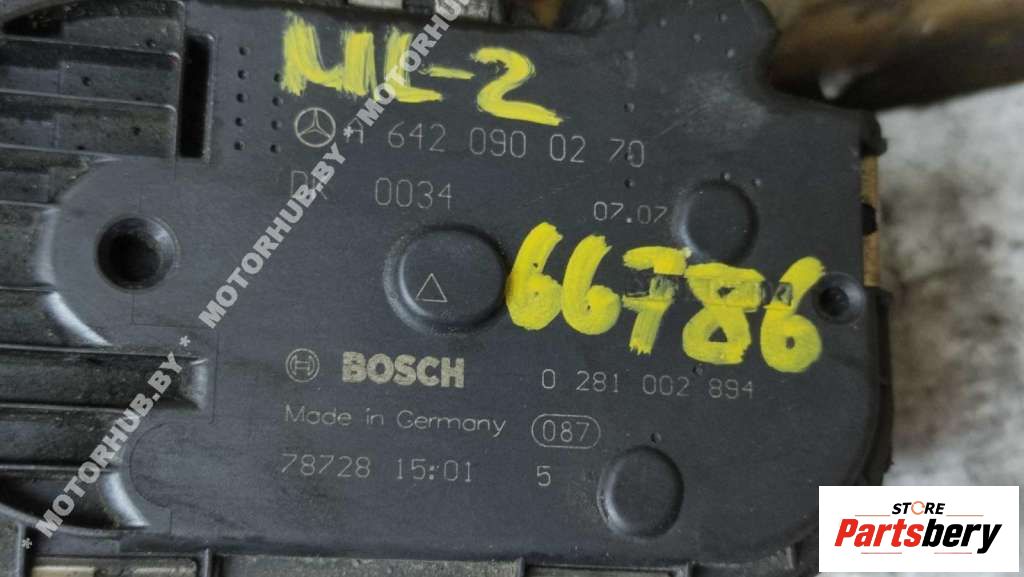 ML-2
A 642 090 02 70
0034
07.07
66786
BOSCH 0 281 002 894
Made in Germany 087
78728 15:01 5
* MOTORHUB.BY * MOTORHUB.BY * MOTORHUB.BY
STORE
Partsbery